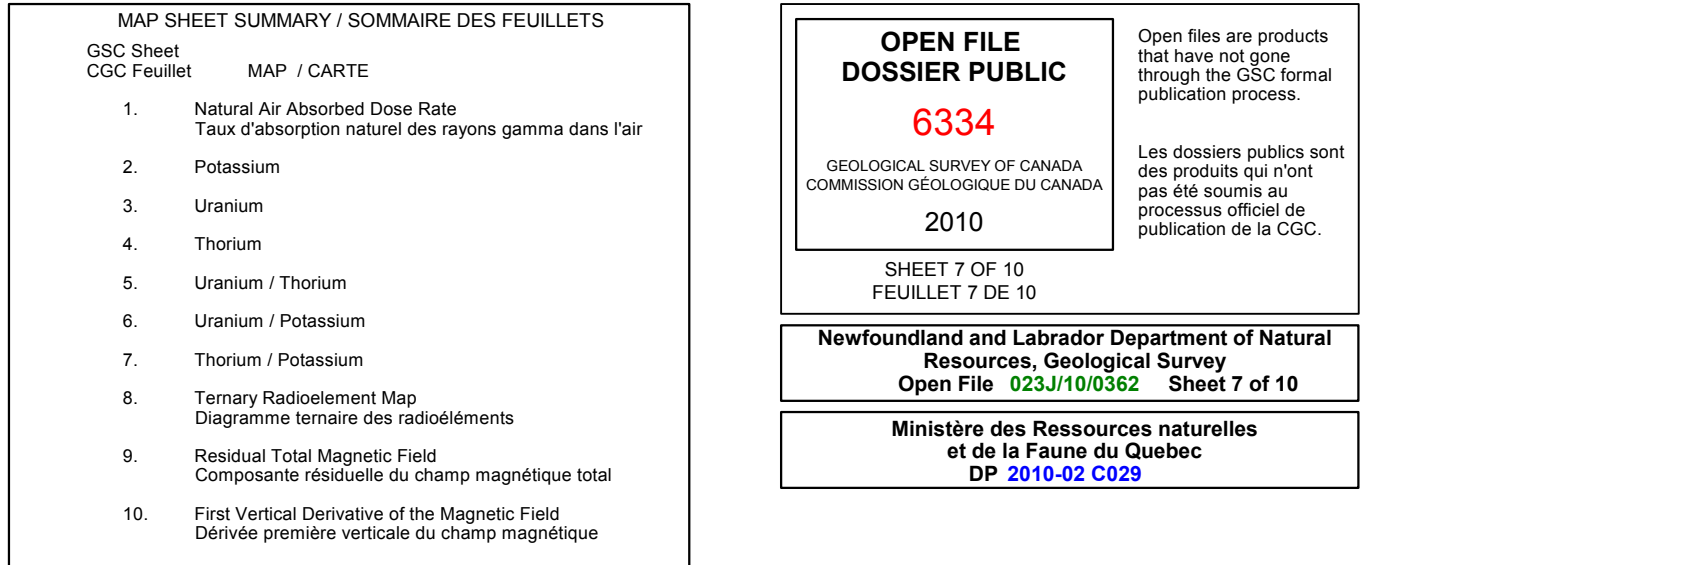 MAP SHEET SUMMARY / SOMMAIRE DES FEUILLETS
GSC Sheet
CGC Feuillet MAP / CARTE
1. Natural Air Absorbed Dose Rate
Taux d'absorption naturel des rayons gamma dans l'air
2. Potassium
3. Uranium
4. Thorium
5. Uranium / Thorium
6. Uranium / Potassium
7. Thorium / Potassium
8. Ternary Radioelement Map
Diagramme ternaire des radioéléments
9. Residual Total Magnetic Field
Composante résiduelle du champ magnétique total
10. First Vertical Derivative of the Magnetic Field
Dérivée première verticale du champ magnétique
OPEN FILE
DOSSIER PUBLIC
6334
GEOLOGICAL SURVEY OF CANADA
COMMISSION GÉOLOGIQUE DU CANADA
2010
SHEET 7 OF 10
FEUILLET 7 DE 10
Open files are products
that have not gone
through the GSC formal
publication process.
Les dossiers publics sont
des produits qui n'ont
pas été soumis au
processus officiel de
publication de la CGC.
Newfoundland and Labrador Department of Natural
Resources, Geological Survey
Open File 023J/10/0362 Sheet 7 of 10
Ministère des Ressources naturelles
et de la Faune du Quebec
DP 2010-02 C029